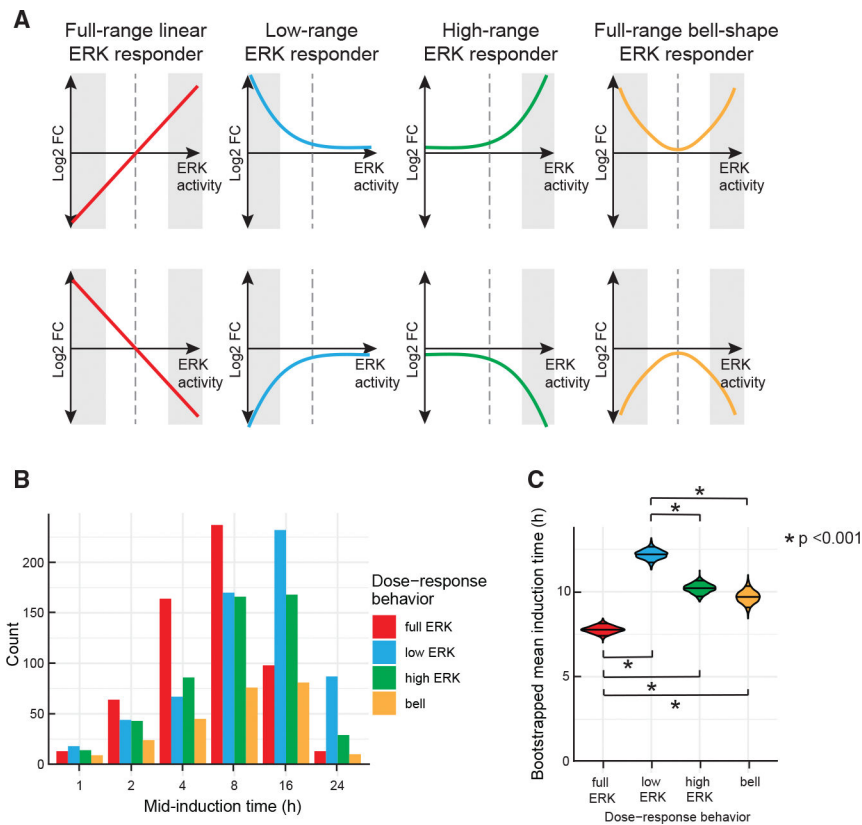 A
Full-range linear
ERK responder
Low-range
ERK responder
High-range
ERK responder
Full-range bell-shape
ERK responder
Log2 FC
ERK
activity
Log2 FC
ERK
activity
Log2 FC
ERK
activity
Log2 FC
ERK
activity
Log2 FC
ERK
activity
Log2 FC
ERK
activity
Log2 FC
ERK
activity
Log2 FC
ERK
activity
B
Count
0
50
100
150
200
1
2
4
8
16
24
Mid-induction time (h)
Dose−response
behavior
full ERK
low ERK
high ERK
bell
C
Bootstrapped mean induction time (h)
0
5
10
*
*
*
*
*
* p <0.001
full
ERK
low
ERK
high
ERK
bell
Dose−response behavior